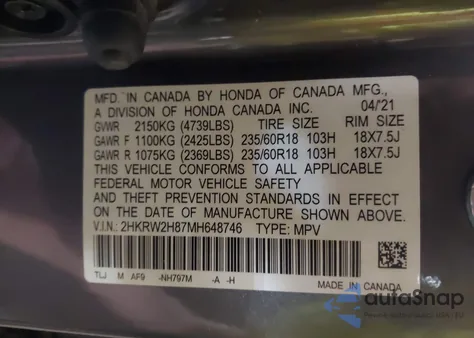 MFD. IN CANADA BY HONDA OF CANADA MFG.,
A DIVISION OF HONDA CANADA INC. 04/21
GVWR 2150KG (4739LBS) TIRE SIZE RIM SIZE
GAWR F 1100KG (2425LBS) 235/60R18 103H 18X7.5J
GAWR R 1075KG (2369LBS) 235/60R18 103H 18X7.5J
THIS VEHICLE CONFORMS TO ALL APPLICABLE
FEDERAL MOTOR VEHICLE SAFETY
AND THEFT PREVENTION STANDARDS IN EFFECT
ON THE DATE OF MANUFACTURE SHOWN ABOVE.
V.I.N.: 2HKRW2H87MH648746 TYPE: MPV
TLJ M AF9 -NH797M -A -H
MADE IN CANADA
autoSnap